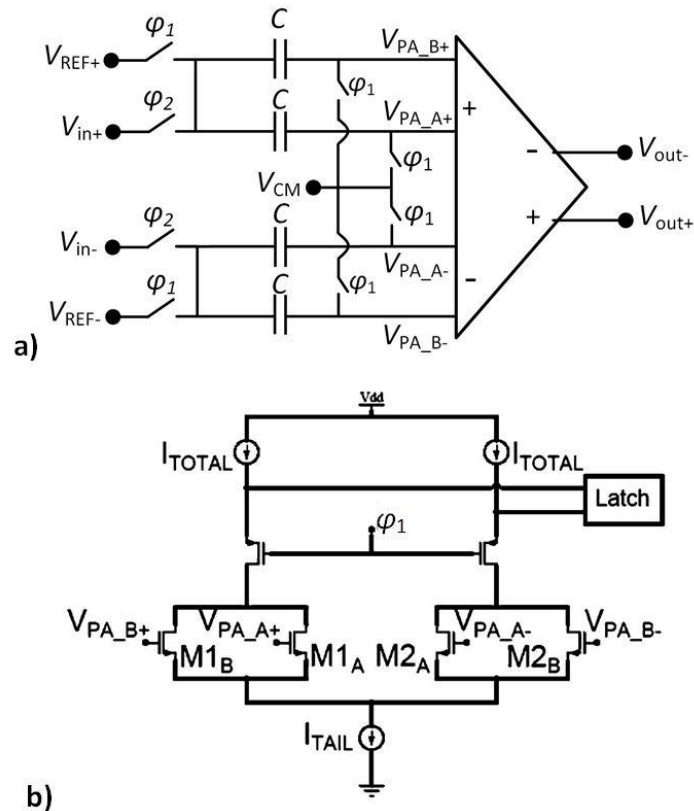 φ1 C
VREF+ VPA_B+
φ2 C φ1
Vin+ VPA_A+ +
φ1 - Vout-
VCM
φ2 C φ1 + Vout+
Vin-
φ1 C φ1 VPA_A- -
VREF-
VPA_B-
a)
Vdd
ITOTAL ITOTAL
Latch
φ1
VPA_B+ VPA_A+ VPA_A- VPA_B-
M1B M1A M2A M2B
ITAIL
b)